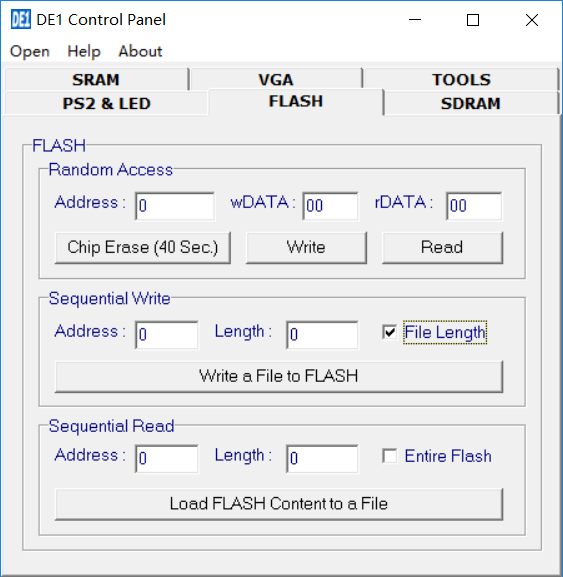 DE1 DE1 Control Panel
Open Help About
SRAM VGA TOOLS
PS2 & LED FLASH SDRAM
FLASH
Random Access
Address : 0 wDATA : 00 rDATA : 00
Chip Erase (40 Sec.) Write Read
Sequential Write
Address : 0 Length : 0 File Length
Write a File to FLASH
Sequential Read
Address : 0 Length : 0 Entire Flash
Load FLASH Content to a File